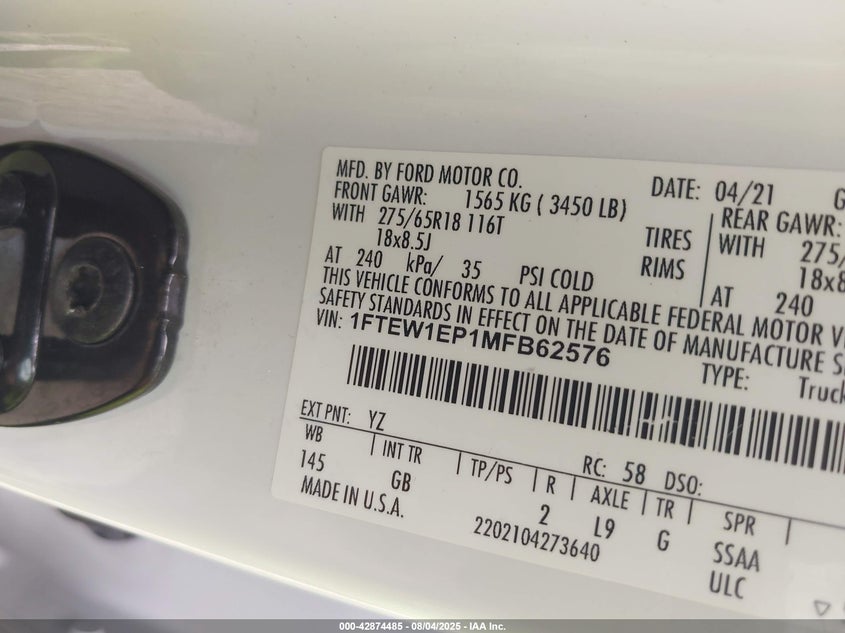 MFD. BY FORD MOTOR CO.
DATE: 04/21
FRONT GAWR: 1565 KG ( 3450 LB)
REAR GAWR:
WITH 275/65R18 116T TIRES
WITH 275/
18x8.5J RIMS
18x8
AT 240 kPa/ 35 PSI COLD
AT 240
THIS VEHICLE CONFORMS TO ALL APPLICABLE FEDERAL MOTOR
SAFETY STANDARDS IN EFFECT ON THE DATE OF MANUFACTURE
VIN: 1FTEW1EP1MFB62576
TYPE: Truck
EXT PNT: YZ RC: 58 DSO:
WB INT TR TP/PS R AXLE TR SPR
145 GB 2 L9 G SSAA
MADE IN U.S.A. 2202104273640 ULC
000-42874485 - 08/04/2025 - IAA Inc.